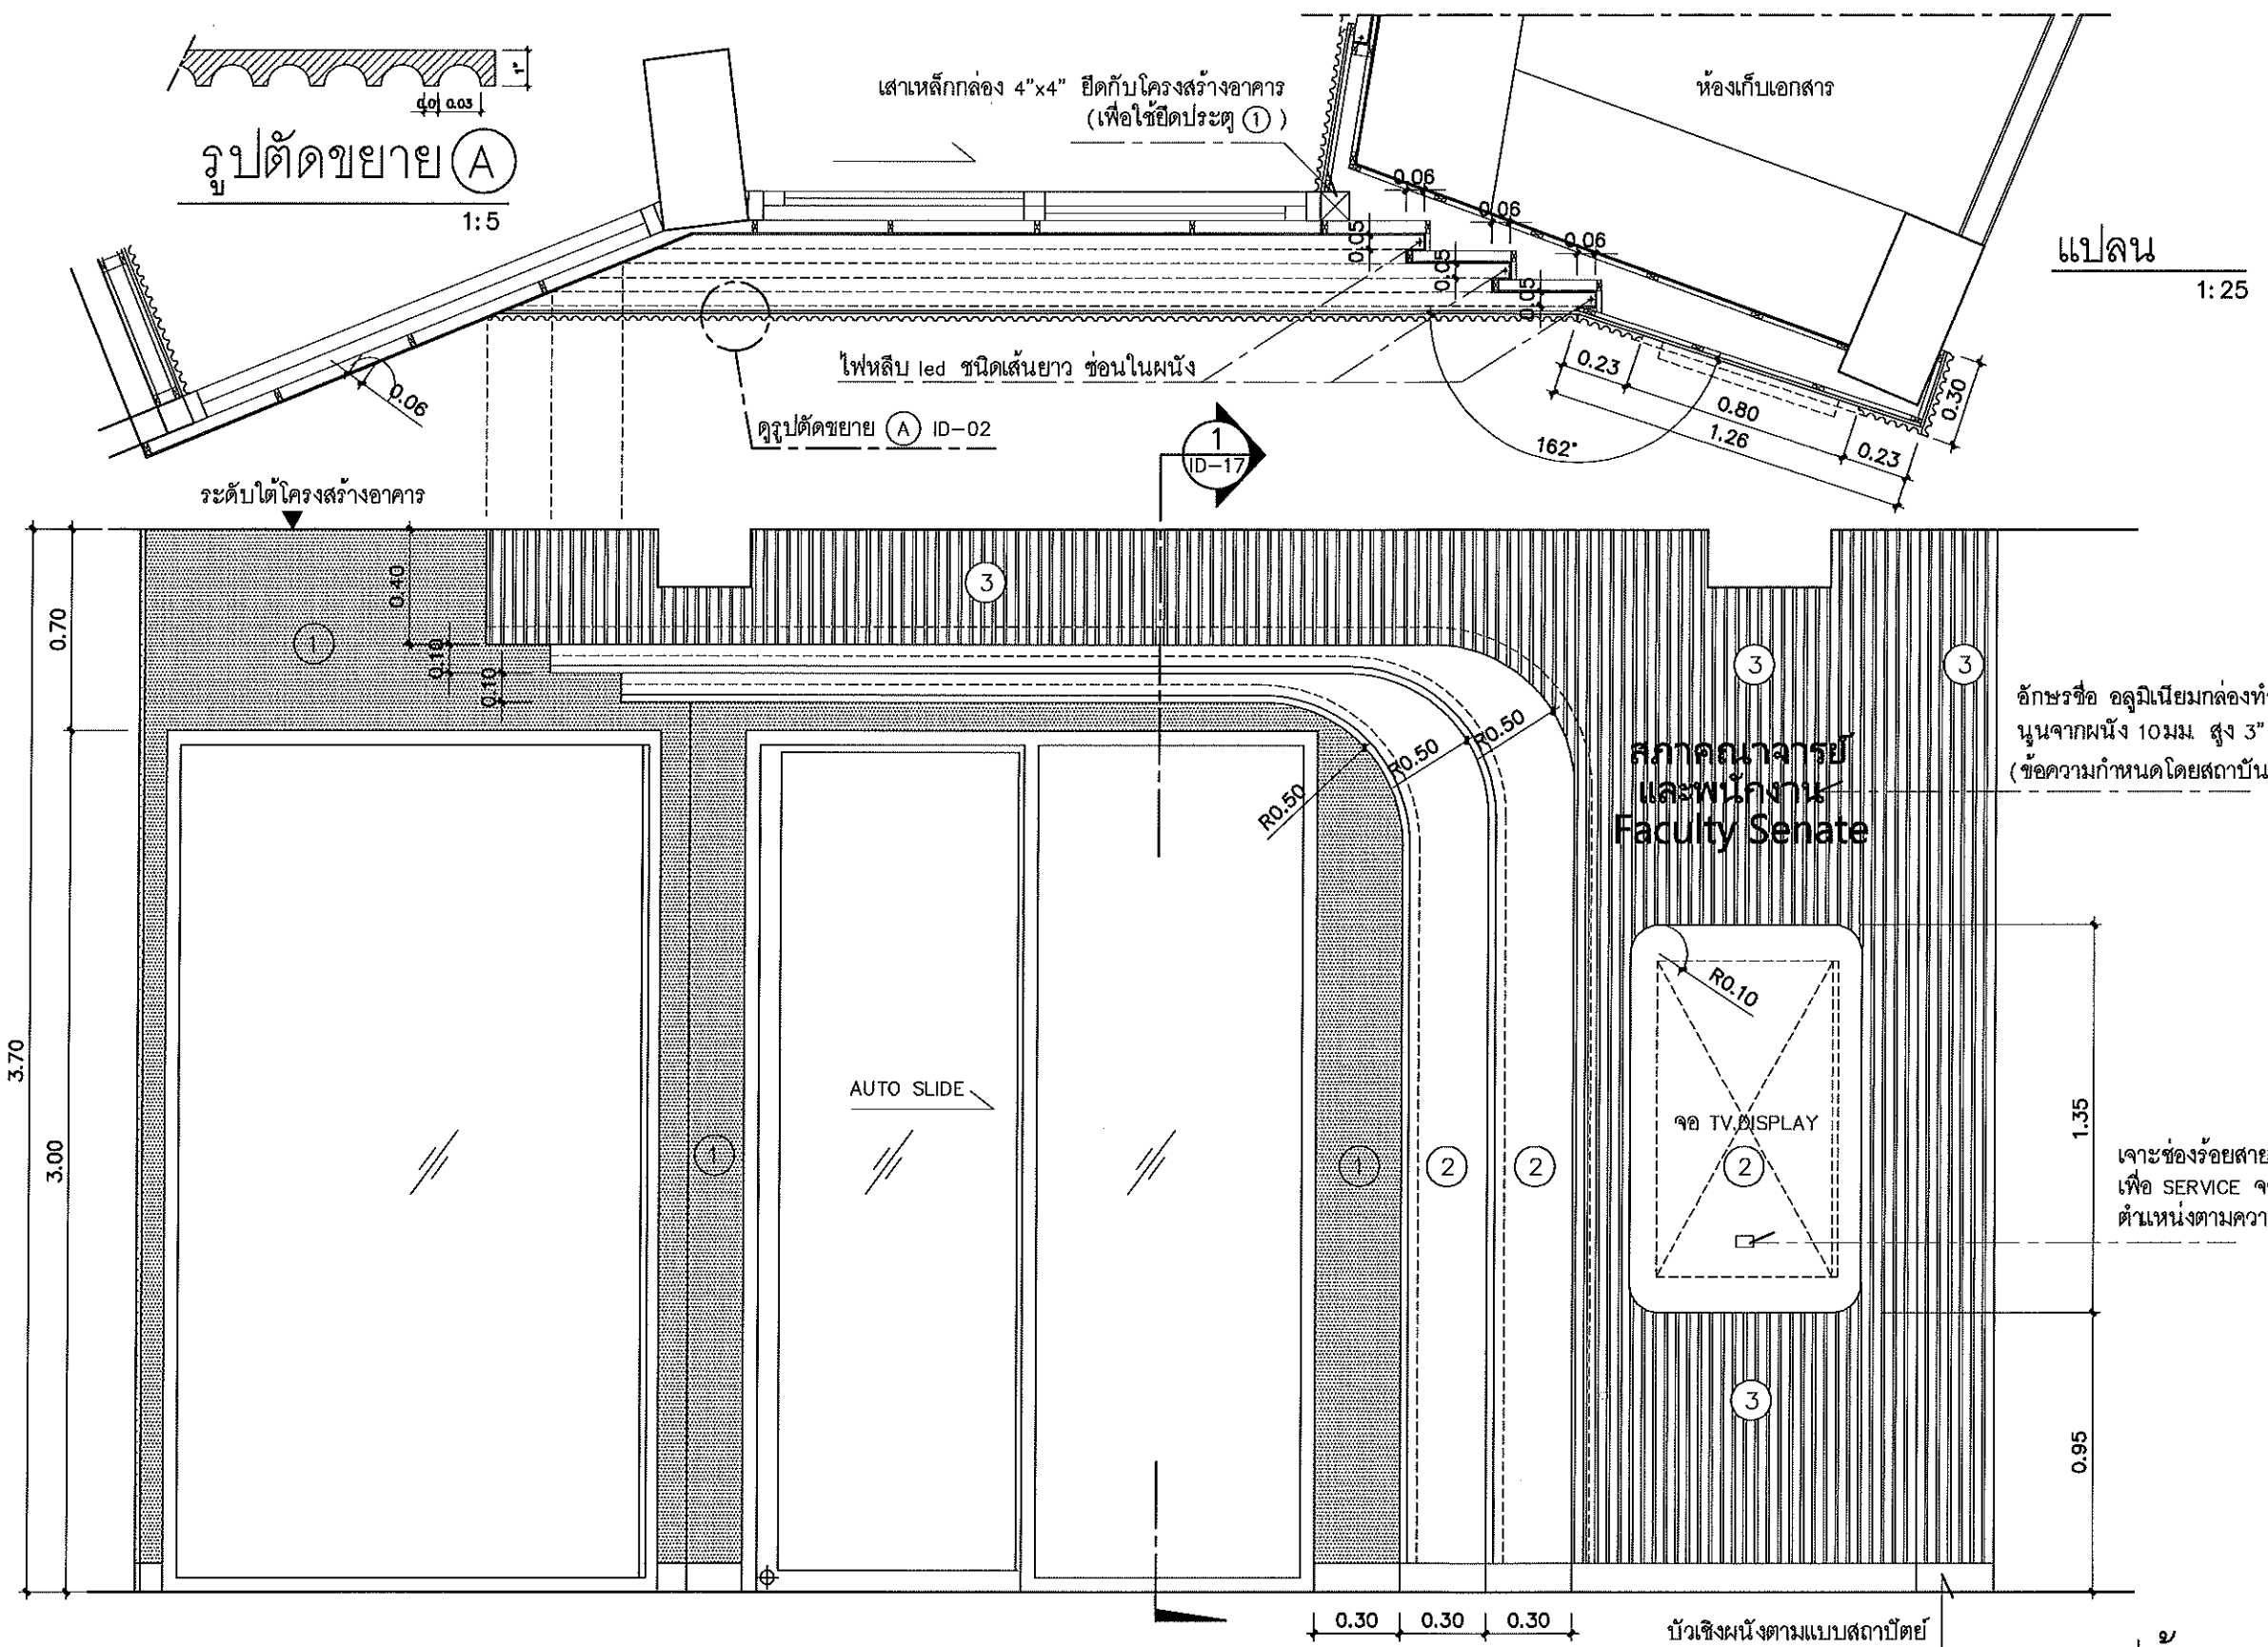 1"
0.01 0.03
รูปตัดขยาย A
1:5
เสาเหล็กกล่อง 4"x4" ยึดกับโครงสร้างอาคาร
(เพื่อใช้ยึดประตู 1 )
ห้องเก็บเอกสาร
แปลน
1:25
0.06
0.06
0.06
0.05
0.05
0.05
0.06
ไฟหลืบ led ชนิดเส้นยาว ซ่อนในผนัง
ดูรูปตัดขยาย A ID-02
1
ID-17
162°
0.23
0.80
1.26
0.23
0.30
ระดับใต้โครงสร้างอาคาร
0.40
0.10
0.10
0.70
3.00
3.70
1
3
3
3
R0.50
R0.50
R0.50
สภาคณาจารย์
และพนักงาน
Faculty Senate
อักษรชื่อ อลูมิเนียมกล่อง
นูนจากผนัง 10มม. สูง 3"
(ข้อความกำหนดโดยสถาบัน
R0.10
AUTO SLIDE
จอ TV.DISPLAY
1
1
2
2
2
3
1.35
0.95
เจาะช่องร้อยสาย
เพื่อ SERVICE
ตำแหน่งตาม
0.30 0.30 0.30
บัวเชิงผนังตามแบบสถาปัตย์